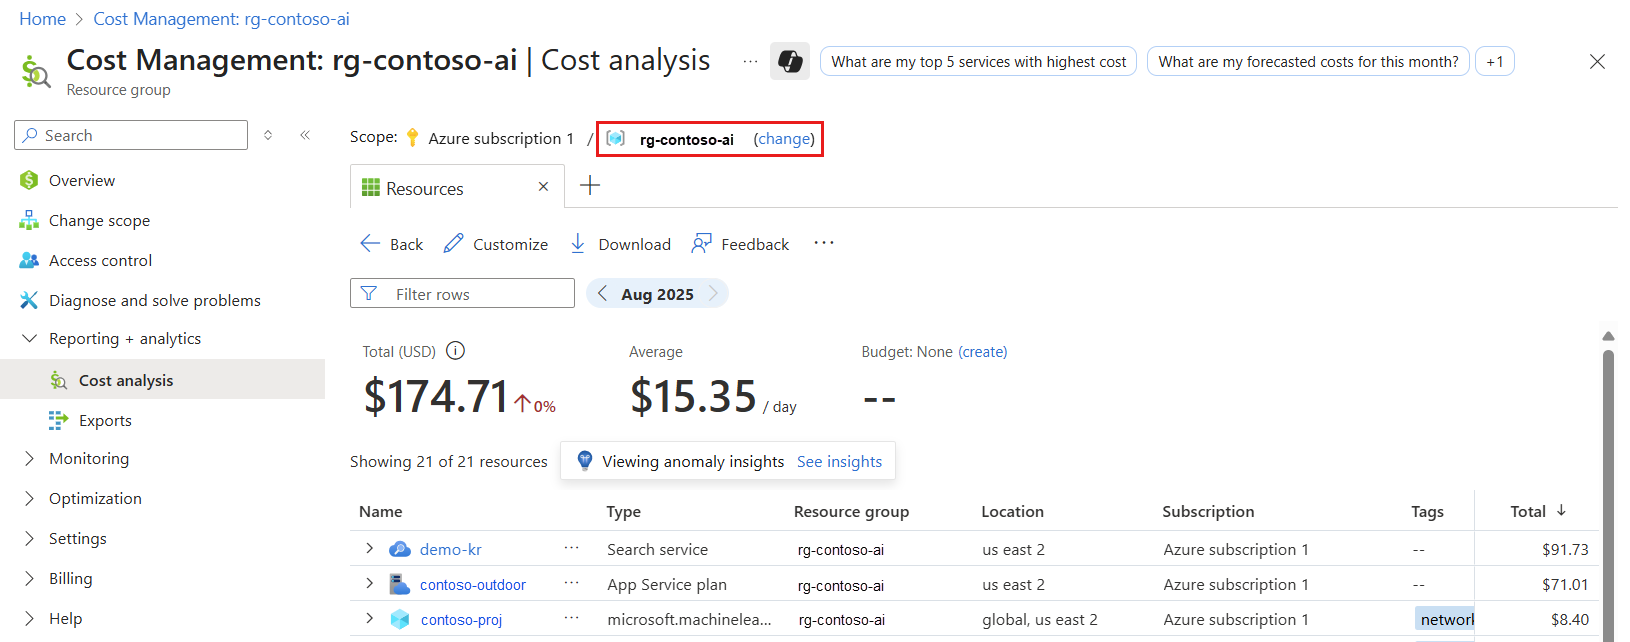 Home > Cost Management: rg-contoso-ai
Cost Management: rg-contoso-ai | Cost analysis ... What are my top 5 services with highest cost What are my forecasted costs for this month? +1
Resource group
Search
Scope: Azure subscription 1 / rg-contoso-ai (change)
Overview
Change scope
Access control
Diagnose and solve problems
Reporting + analytics
Cost analysis
Exports
Monitoring
Optimization
Settings
Billing
Help
Resources
Back Customize Download Feedback ...
Filter rows Aug 2025
Total (USD) Average Budget: None (create)
$174.71 ↑0% $15.35 / day --
Showing 21 of 21 resources Viewing anomaly insights See insights
Name Type Resource group Location Subscription Tags Total ↓
demo-kr ... Search service rg-contoso-ai us east 2 Azure subscription 1 -- $91.73
contoso-outdoor ... App Service plan rg-contoso-ai us east 2 Azure subscription 1 -- $71.01
contoso-proj ... microsoft.machinelea... rg-contoso-ai global, us east 2 Azure subscription 1 network $8.40